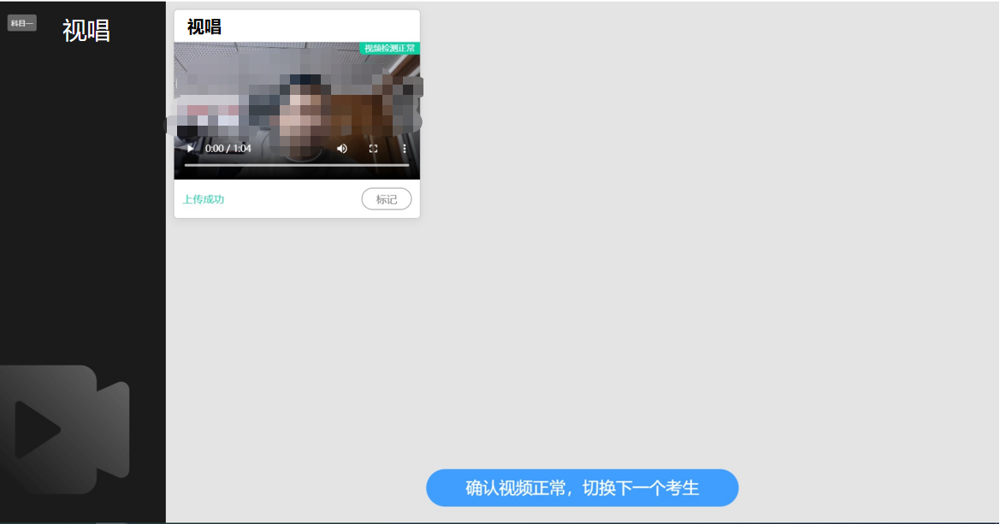 科目一
视唱
视唱
视频检测正常
0:00 / 1:04
上传成功
标记
确认视频正常，切换下一个考生